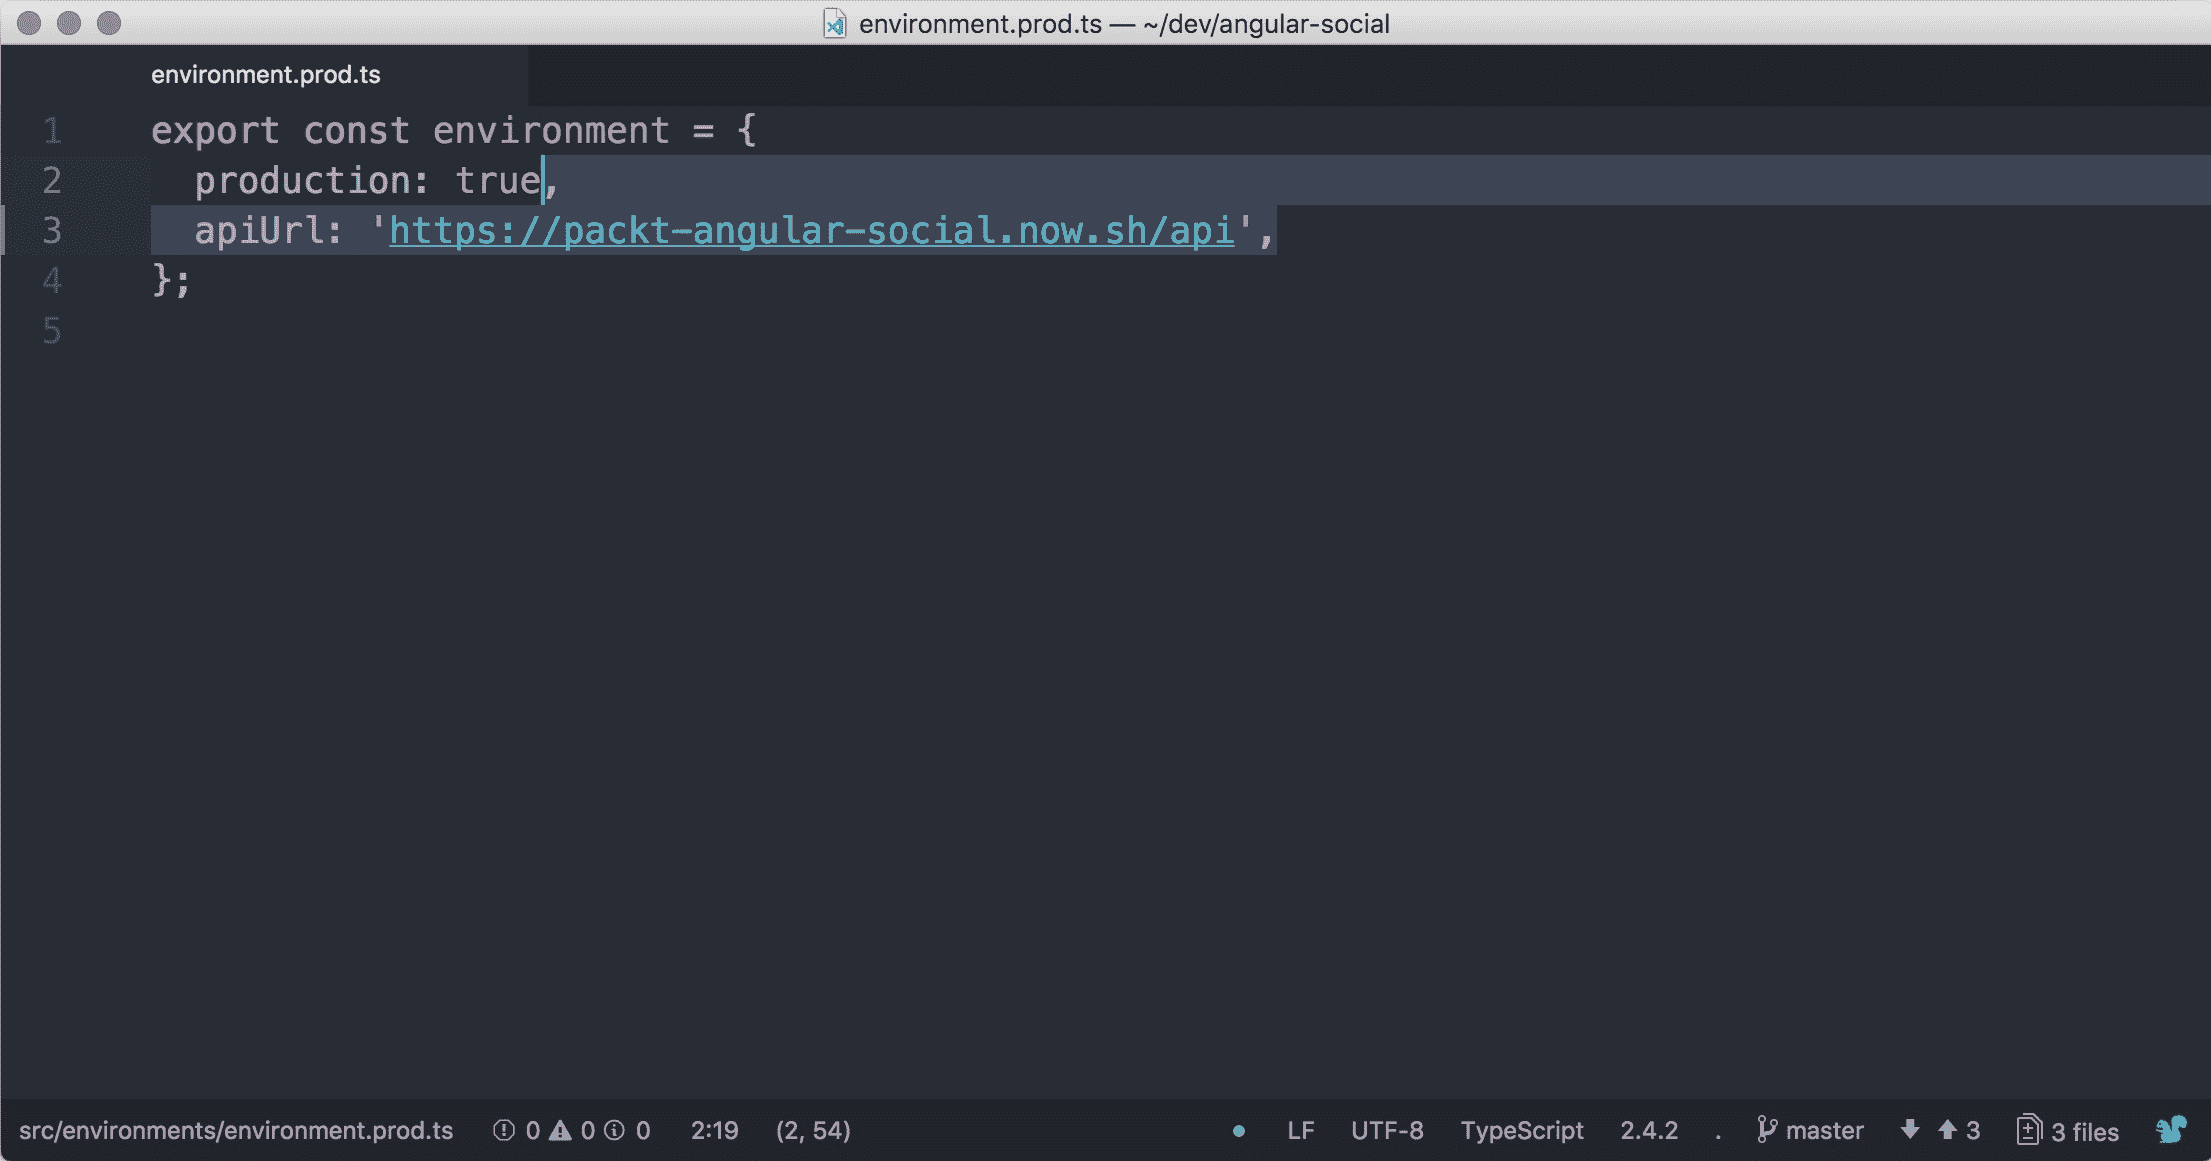 environment.prod.ts — ~/dev/angular-social
environment.prod.ts
1 export const environment = {
2   production: true,
3   apiUrl: 'https://packt-angular-social.now.sh/api',
4 };
5
src/environments/environment.prod.ts 0 0 0 2:19 (2, 54) LF UTF-8 TypeScript 2.4.2 . master 3 3 files